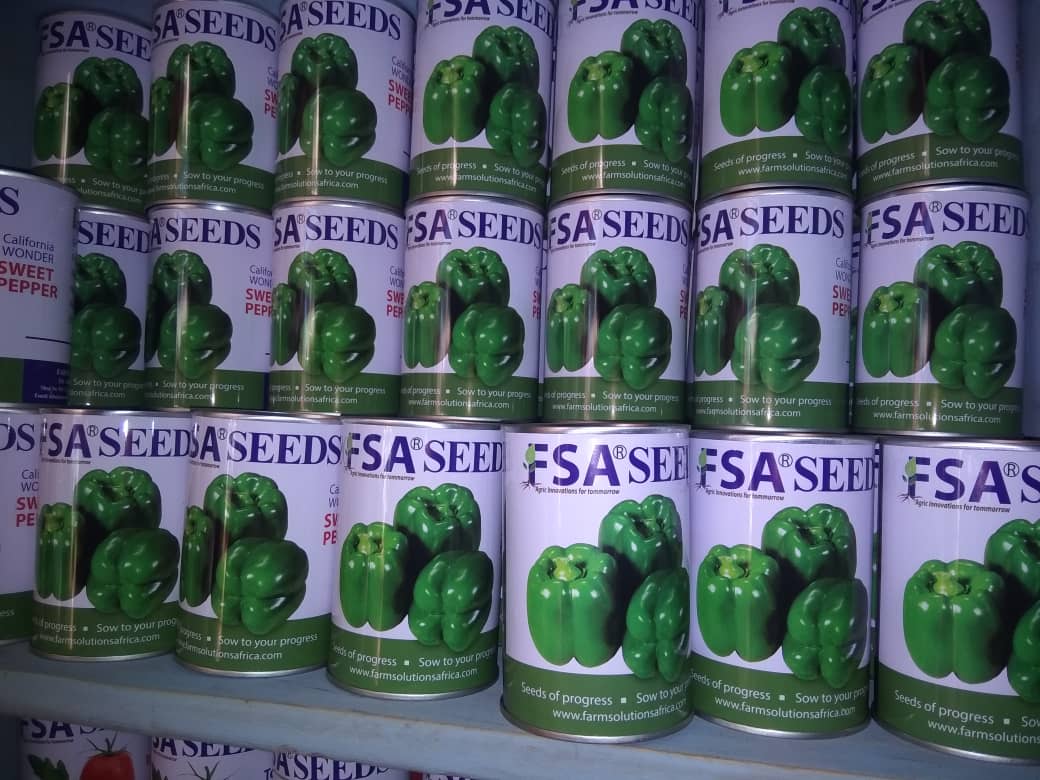 FSA® SEEDS
Agric Innovations for tommorrow
California
WONDER
SWEET
PEPPER
Seeds of progress ▪ Sow to your progress
www.farmsolutionsafrica.com